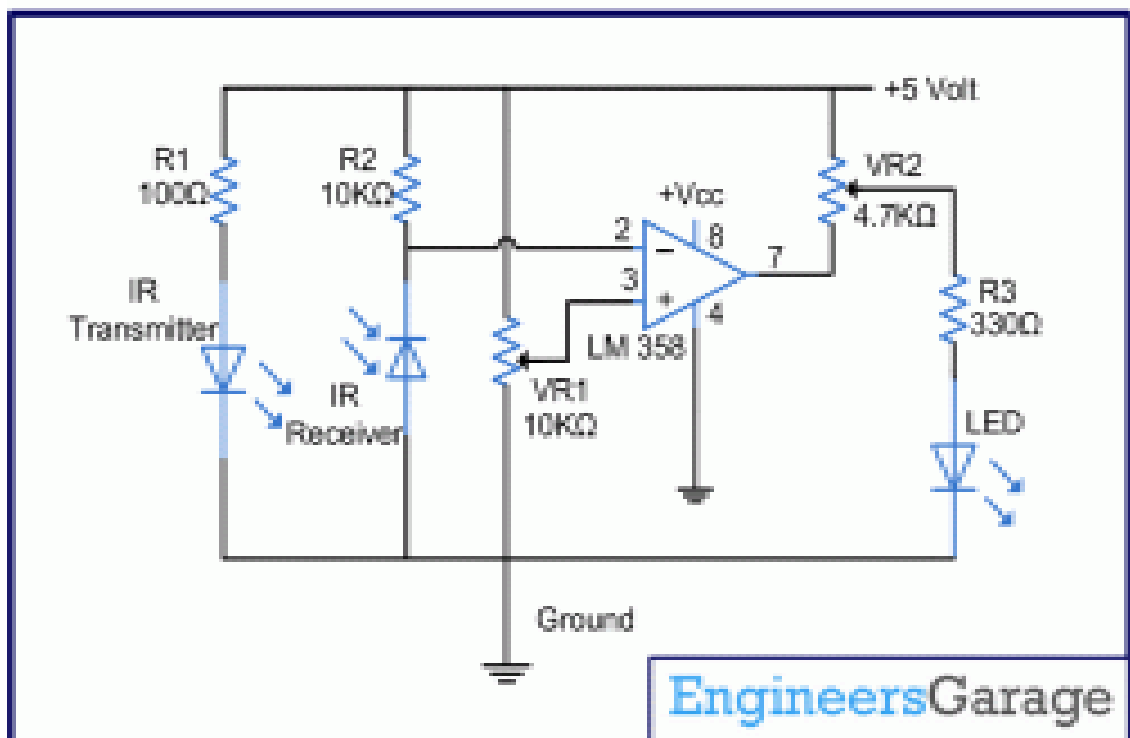 +5 Volt
R1
100Ω
R2
10KΩ
VR2
4.7KΩ
+Vcc
2
8
3
7
4
LM 358
IR
Transmitter
IR
Receiver
VR1
10KΩ
R3
330Ω
LED
Ground
EngineersGarage